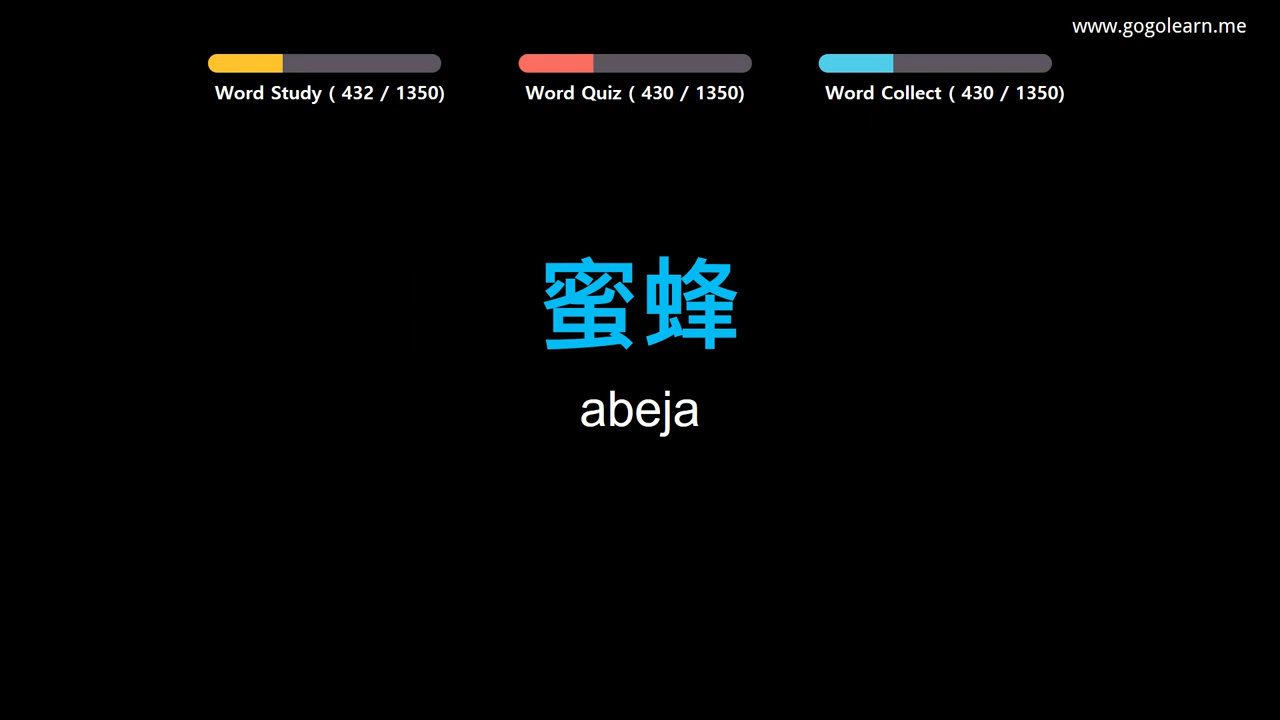 www.gogolearn.me
Word Study ( 432 / 1350)
Word Quiz ( 430 / 1350)
Word Collect ( 430 / 1350)
蜜蜂
abeja